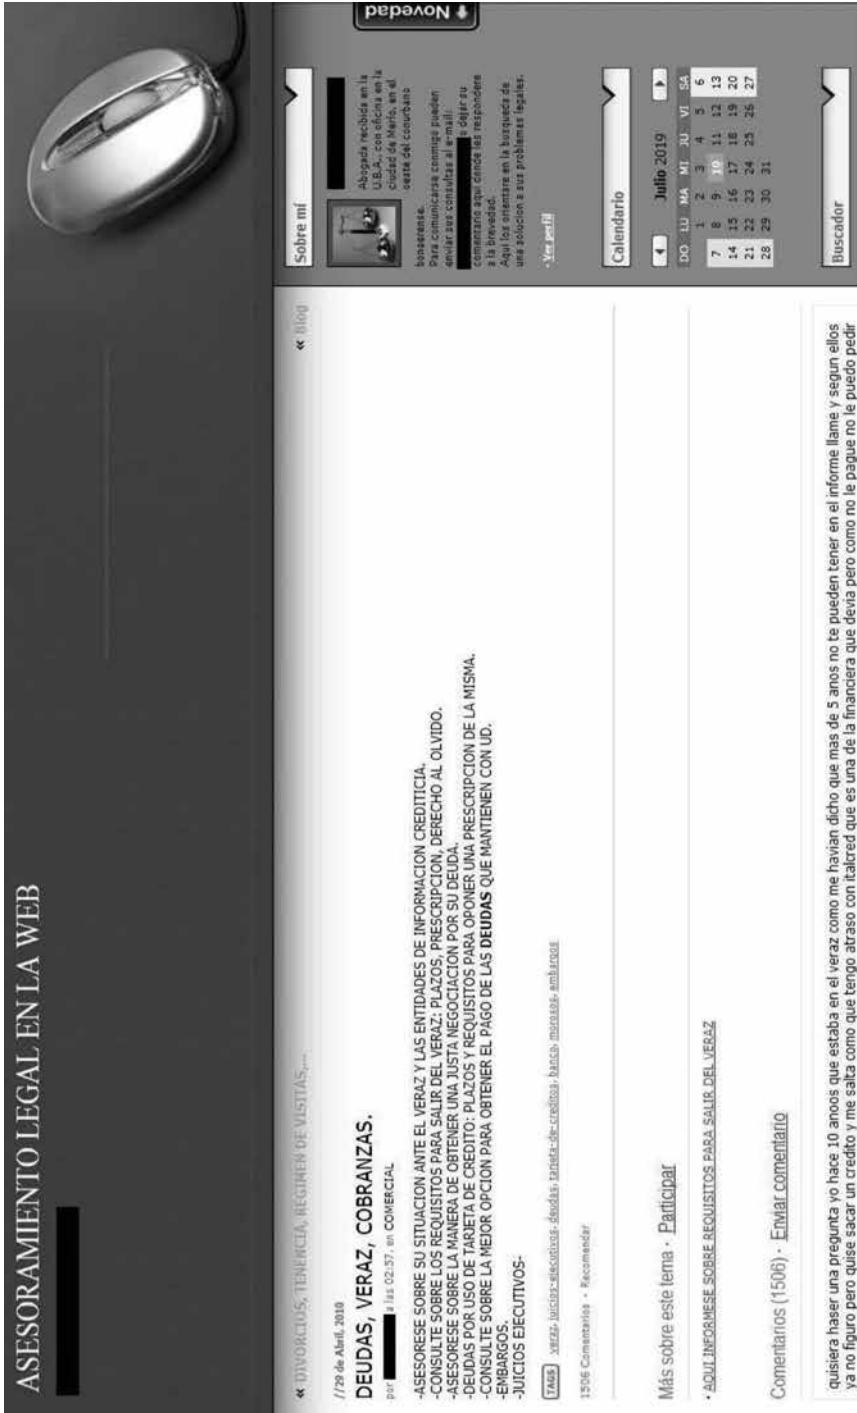 ASESORAMIENTO LEGAL EN LA WEB
« DIVORCIOS, TENENCIA, REGIMEN DE VISITAS,...
« Blog
//29 de Abril, 2010
DEUDAS, VERAZ, COBRANZAS.
por a las 02:57, en COMERCIAL
-ASESORESE SOBRE SU SITUACION ANTE EL VERAZ Y LAS ENTIDADES DE INFORMACION CREDITICIA.
-CONSULTE SOBRE LOS REQUISITOS PARA SALIR DEL VERAZ: PLAZOS, PRESCRIPCION, DERECHO AL OLVIDO.
-ASESORESE SOBRE LA MANERA DE OBTENER UNA JUSTA NEGOCIACION POR SU DEUDA.
-DEUDAS POR USO DE TARJETA DE CREDITO: PLAZOS Y REQUISITOS PARA OPONER UNA PRESCRIPCION DE LA MISMA.
-CONSULTE SOBRE LA MEJOR OPCION PARA OBTENER EL PAGO DE LAS DEUDAS QUE MANTIENEN CON UD.
-EMBARGOS.
-JUICIOS EJECUTIVOS-
TAGS veraz, juicios-ejecutivos, deudas, tarjeta-de-creditos, banco, morosos, embargos
1506 Comentarios · Recomendar
Más sobre este tema · Participar
· AQUI INFORMESE SOBRE REQUISITOS PARA SALIR DEL VERAZ
Comentarios (1506) · Enviar comentario
quisiera haser una pregunta yo hace 10 anoos que estaba en el veraz como me havian dicho que mas de 5 anos no te pueden tener en el informe llame y segun ellos
ya no figuro pero quise sacar un credito y me salta como que tengo atraso con italcred que es una de la financiera que devia pero como no le pague no le puedo pedir
Novedad
Sobre mí
Abogada recibida en la
U.B.A., con oficina en la
ciudad de Merlo, en el
oeste del conurbano
bonaerense.
Para comunicarse conmigo pueden
enviar sus consultas al e-mail:
o dejar su
comentario aqui donde les respondere
a la brevedad.
Aqui los orientare en la busqueda de
una solucion a sus problemas legales.
· Ver perfil
Calendario
Julio 2019
DO LU MA MI JU VI SA
1 2 3 4 5 6
7 8 9 10 11 12 13
14 15 16 17 18 19 20
21 22 23 24 25 26 27
28 29 30 31
Buscador